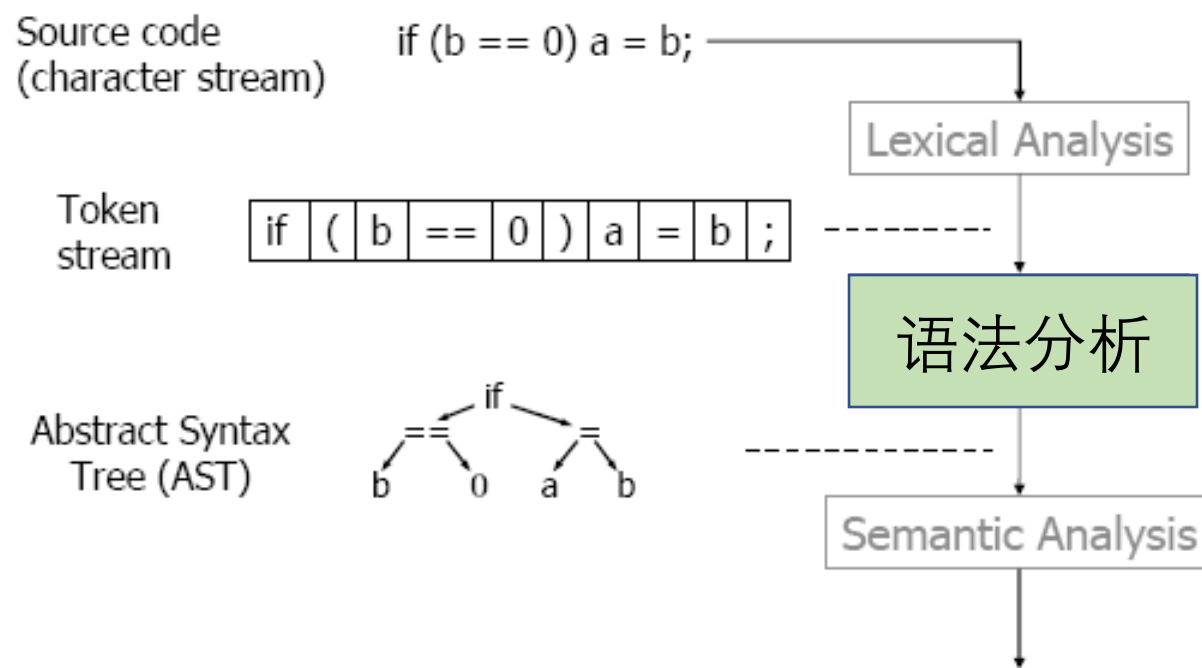 Source code
(character stream)
if (b == 0) a = b;
Lexical Analysis
Token
stream
if ( b == 0 ) a = b ;
语法分析
Abstract Syntax
Tree (AST)
if
== =
b 0 a b
Semantic Analysis